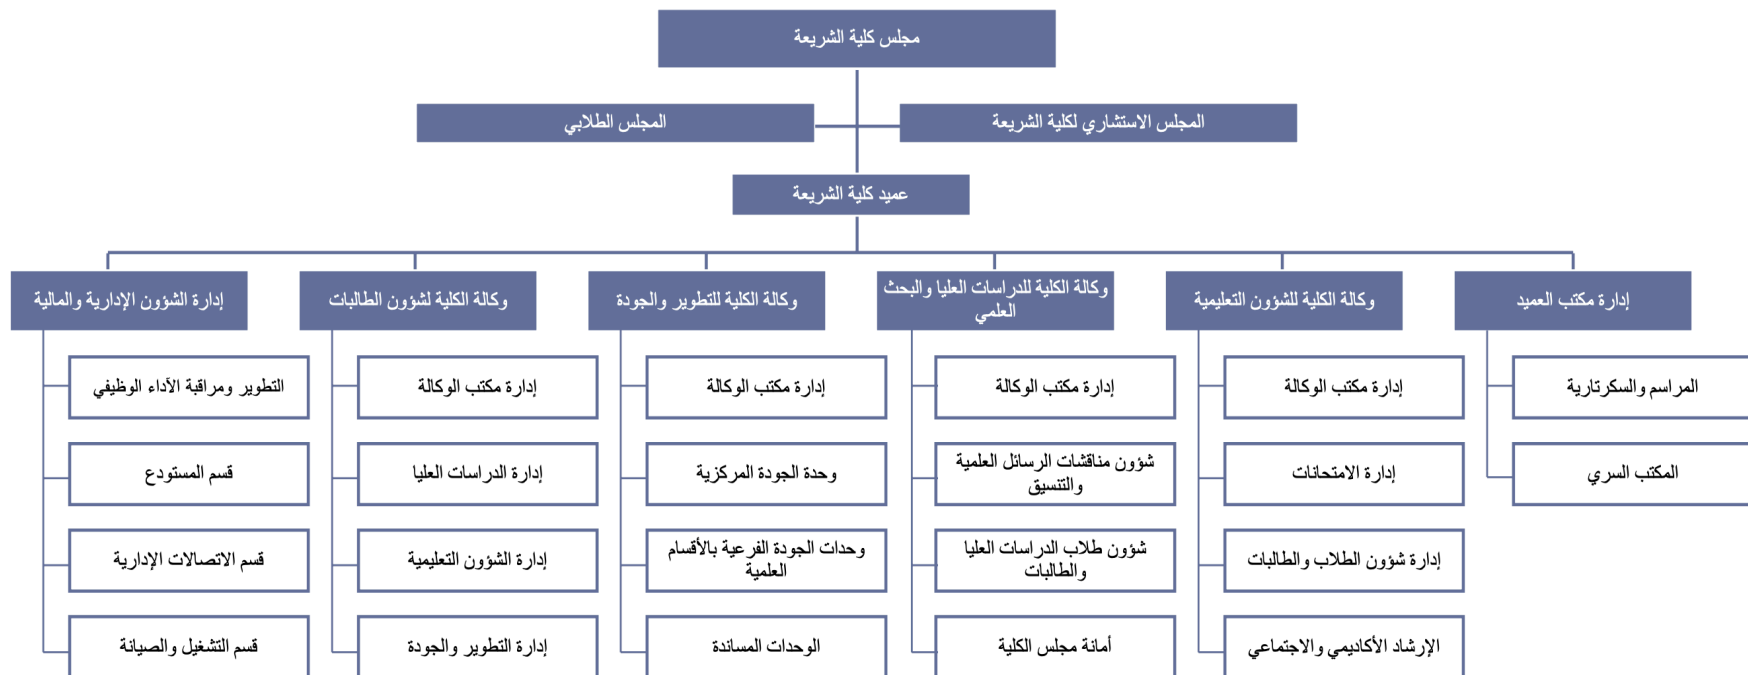 مجلس كلية الشريعة
المجلس الاستشاري لكلية الشريعة
المجلس الطلابي
عميد كلية الشريعة
إدارة مكتب العميد
وكالة الكلية للشؤون التعليمية
وكالة الكلية للدراسات العليا والبحث
العلمي
وكالة الكلية للتطوير والجودة
وكالة الكلية لشؤون الطالبات
إدارة الشؤون الإدارية والمالية
المراسم والسكرتارية
إدارة مكتب الوكالة
إدارة مكتب الوكالة
إدارة مكتب الوكالة
إدارة مكتب الوكالة
التطوير ومراقبة الآداء الوظيفي
المكتب السري
إدارة الامتحانات
شؤون مناقشات الرسائل العلمية
والتنسيق
وحدة الجودة المركزية
إدارة الدراسات العليا
قسم المستودع
إدارة شؤون الطلاب والطالبات
شؤون طلاب الدراسات العليا
والطالبات
وحدات الجودة الفرعية بالأقسام
العلمية
إدارة الشؤون التعليمية
قسم الاتصالات الإدارية
الإرشاد الأكاديمي والاجتماعي
أمانة مجلس الكلية
الوحدات المساندة
إدارة التطوير والجودة
قسم التشغيل والصيانة